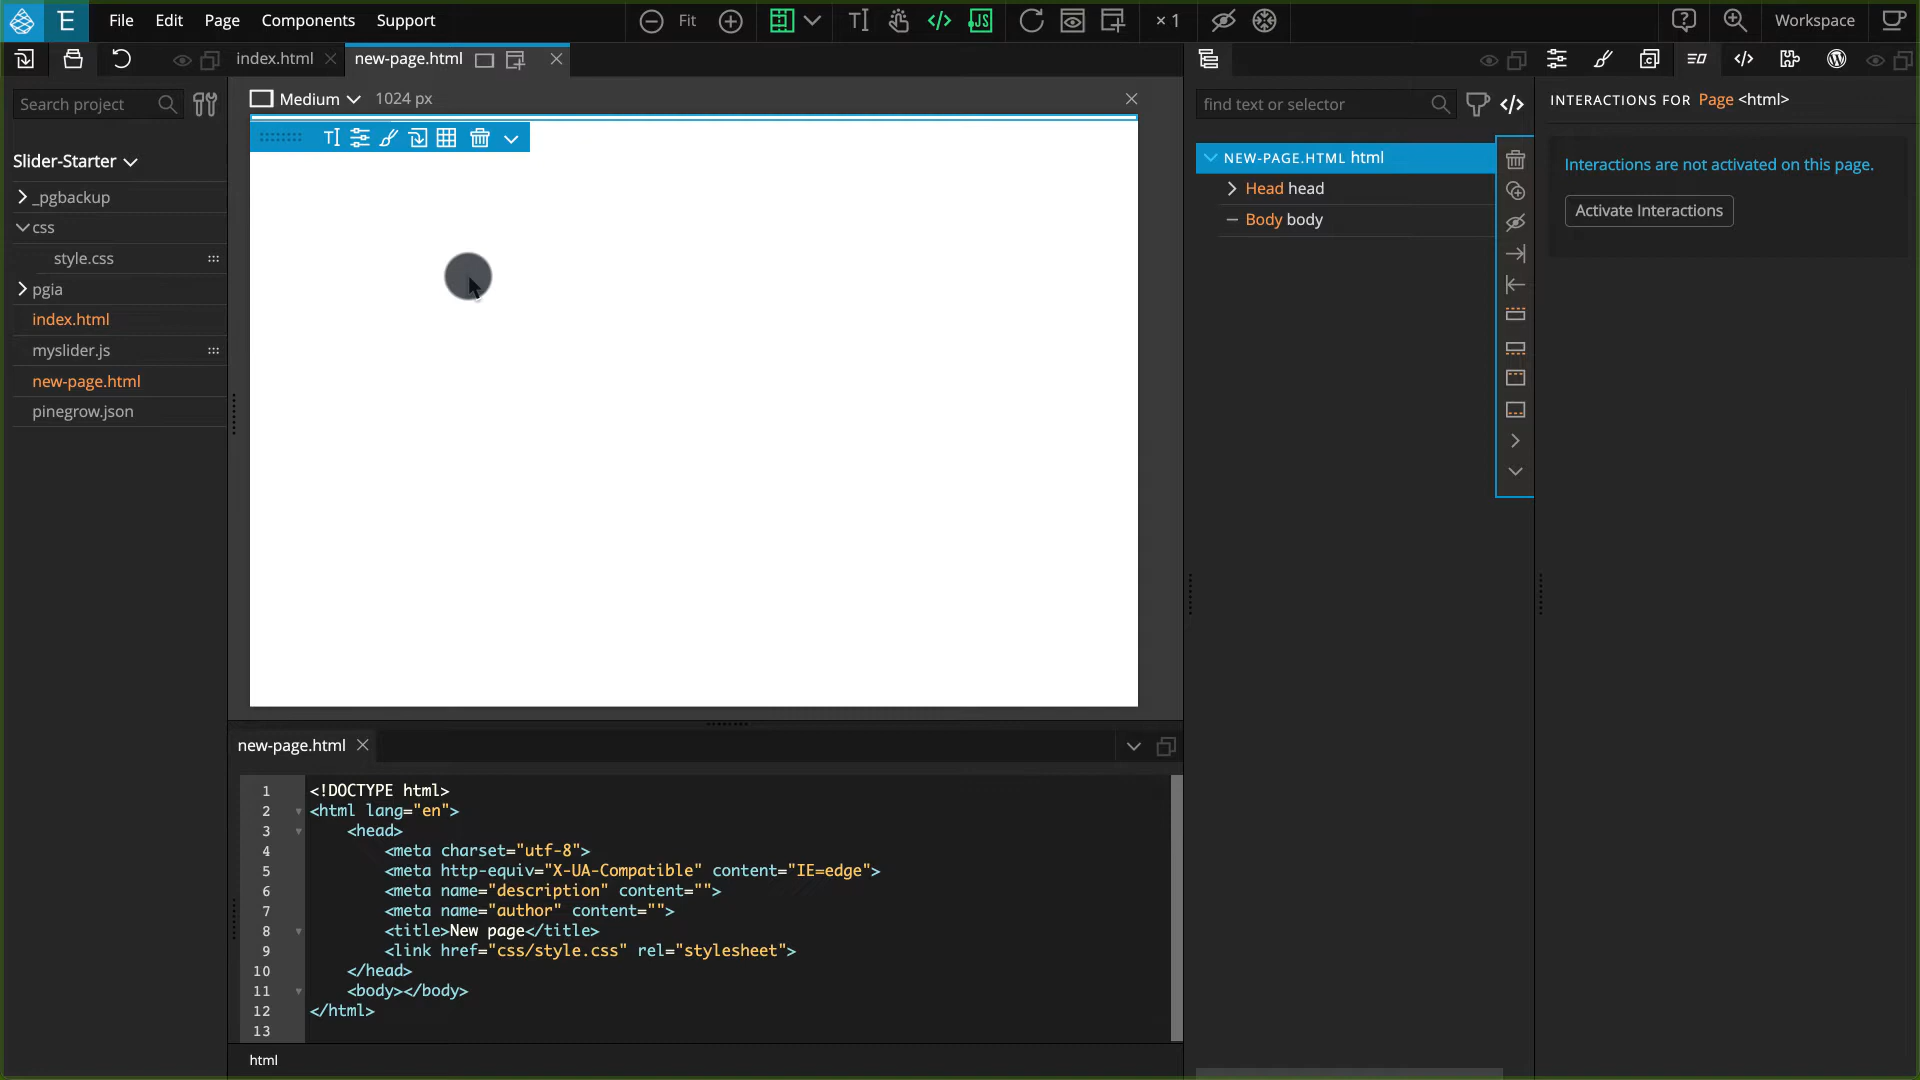 E File Edit Page Components Support Fit TI </> JS × 1 Workspace
index.html new-page.html
Search project
Medium 1024 px
find text or selector </>
INTERACTIONS FOR Page <html>
Slider-Starter
_pgbackup
css
style.css
pgia
index.html
myslider.js
new-page.html
pinegrow.json
NEW-PAGE.HTML html
Head head
Body body
Interactions are not activated on this page.
Activate Interactions
new-page.html
1 <!DOCTYPE html>
2 <html lang="en">
3 <head>
4 <meta charset="utf-8">
5 <meta http-equiv="X-UA-Compatible" content="IE=edge">
6 <meta name="description" content="">
7 <meta name="author" content="">
8 <title>New page</title>
9 <link href="css/style.css" rel="stylesheet">
10 </head>
11 <body></body>
12 </html>
13
html